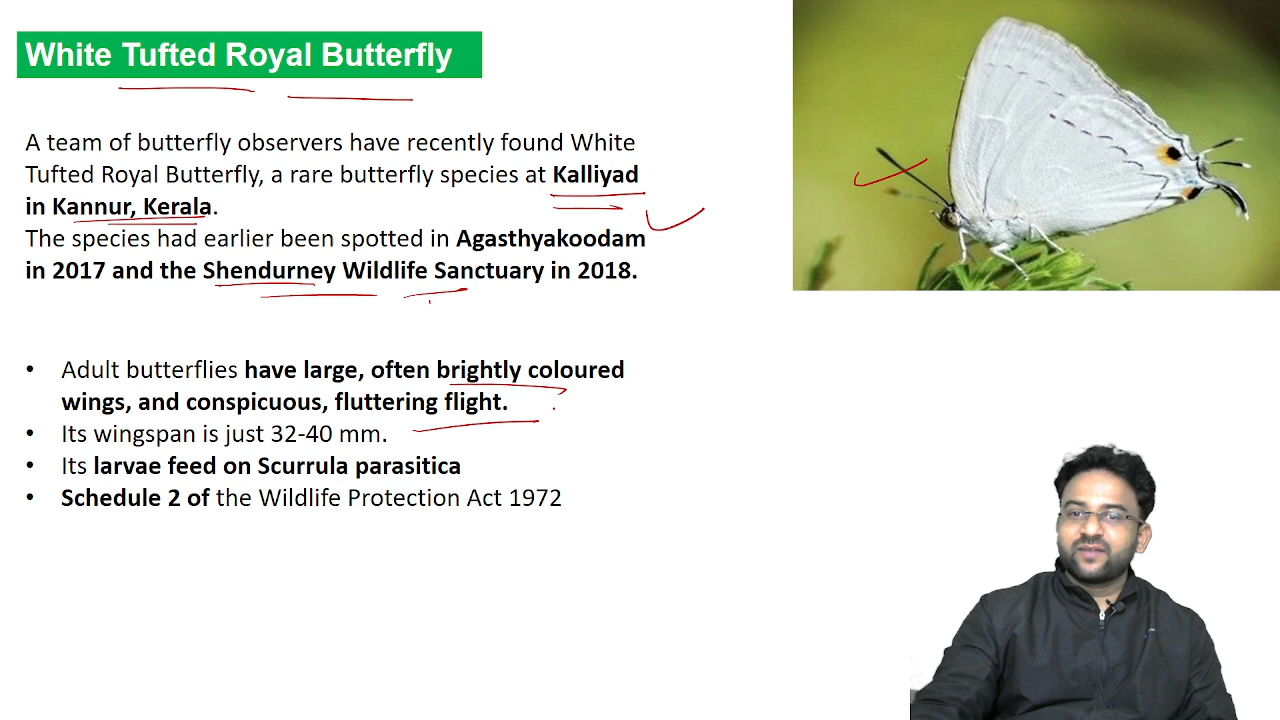 White Tufted Royal Butterfly
A team of butterfly observers have recently found White
Tufted Royal Butterfly, a rare butterfly species at Kalliyad
in Kannur, Kerala.
The species had earlier been spotted in Agasthyakoodam
in 2017 and the Shendurney Wildlife Sanctuary in 2018.
• Adult butterflies have large, often brightly coloured
wings, and conspicuous, fluttering flight.
• Its wingspan is just 32-40 mm.
• Its larvae feed on Scurrula parasitica
• Schedule 2 of the Wildlife Protection Act 1972